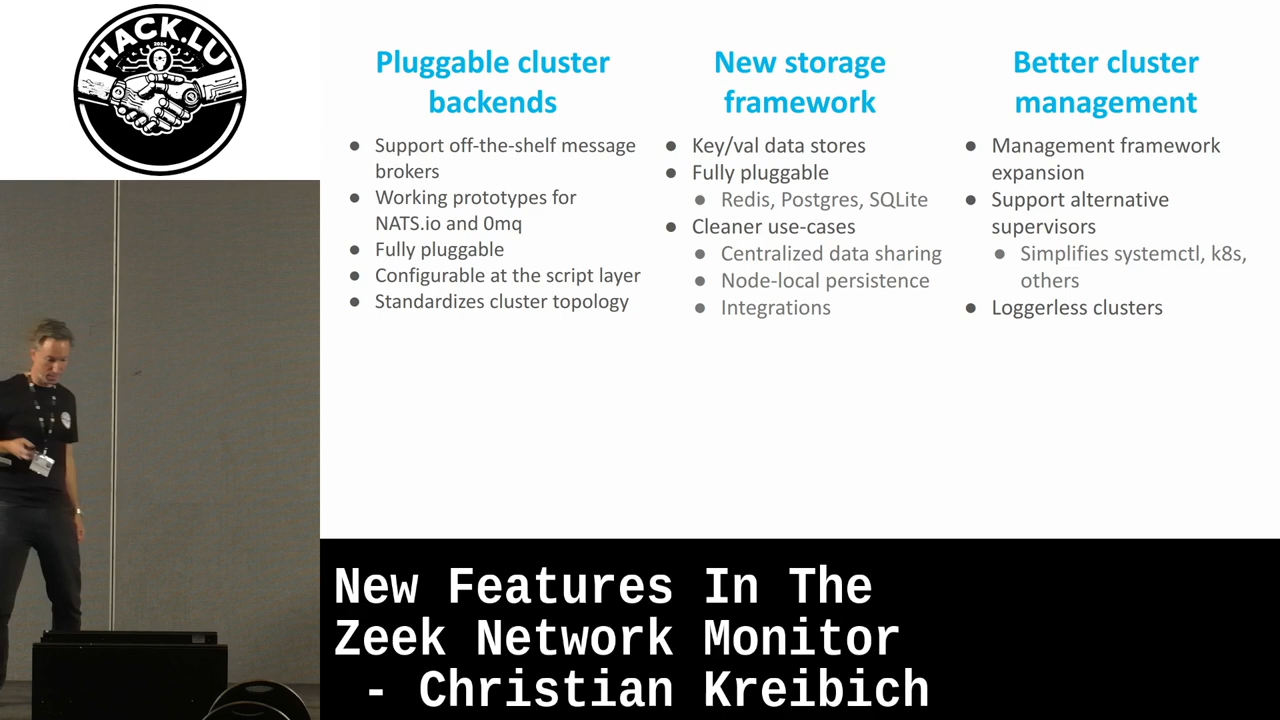 HACK.LU
2024
Pluggable cluster
backends
● Support off-the-shelf message
brokers
● Working prototypes for
NATS.io and 0mq
● Fully pluggable
● Configurable at the script layer
● Standardizes cluster topology
New storage
framework
● Key/val data stores
● Fully pluggable
● Redis, Postgres, SQLite
● Cleaner use-cases
● Centralized data sharing
● Node-local persistence
● Integrations
Better cluster
management
● Management framework
expansion
● Support alternative
supervisors
● Simplifies systemctl, k8s,
others
● Loggerless clusters
New Features In The
Zeek Network Monitor
- Christian Kreibich